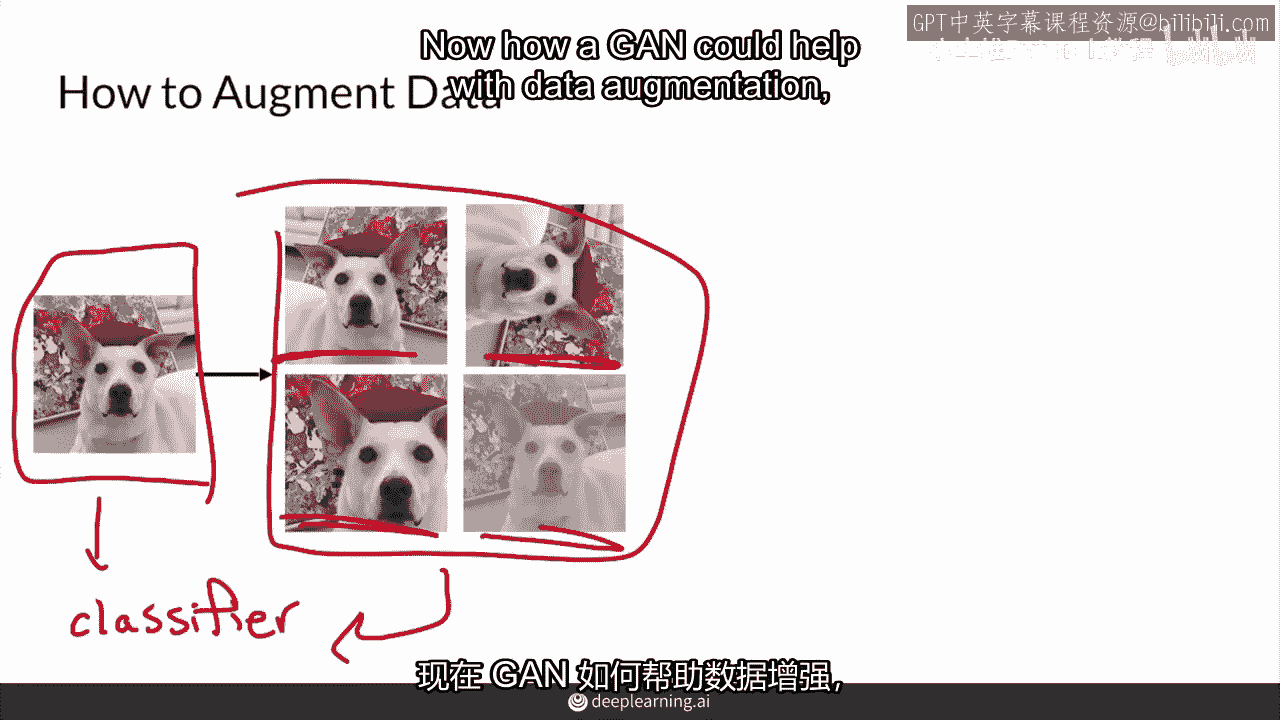 GPT中英字幕课程资源@bilibili.com
Now how a GAN could help
with data augmentation,
How to Augment Data
classifier
现在 GAN 如何帮助数据增强,
deeplearning.ai